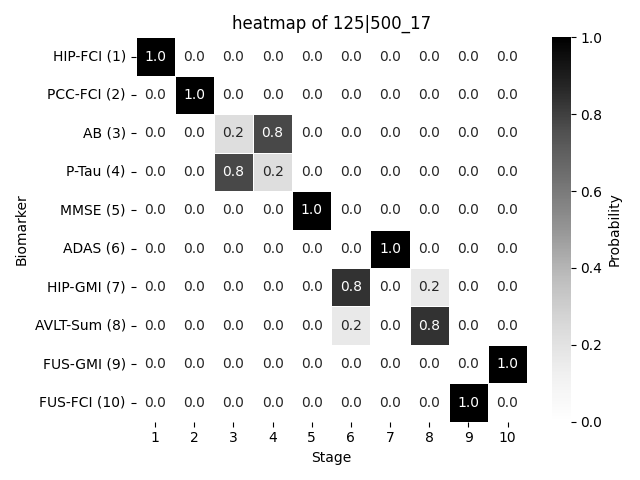 heatmap of 125|500_17
HIP-FCI (1) 1.0 0.0 0.0 0.0 0.0 0.0 0.0 0.0 0.0 0.0
PCC-FCI (2) 0.0 1.0 0.0 0.0 0.0 0.0 0.0 0.0 0.0 0.0
AB (3) 0.0 0.0 0.2 0.8 0.0 0.0 0.0 0.0 0.0 0.0
P-Tau (4) 0.0 0.0 0.8 0.2 0.0 0.0 0.0 0.0 0.0 0.0
MMSE (5) 0.0 0.0 0.0 0.0 1.0 0.0 0.0 0.0 0.0 0.0
ADAS (6) 0.0 0.0 0.0 0.0 0.0 0.0 1.0 0.0 0.0 0.0
HIP-GMI (7) 0.0 0.0 0.0 0.0 0.0 0.8 0.0 0.2 0.0 0.0
AVLT-Sum (8) 0.0 0.0 0.0 0.0 0.0 0.2 0.0 0.8 0.0 0.0
FUS-GMI (9) 0.0 0.0 0.0 0.0 0.0 0.0 0.0 0.0 0.0 1.0
FUS-FCI (10) 0.0 0.0 0.0 0.0 0.0 0.0 0.0 0.0 1.0 0.0
1 2 3 4 5 6 7 8 9 10
Stage
Biomarker
1.0
0.8
0.6
0.4
0.2
0.0
Probability